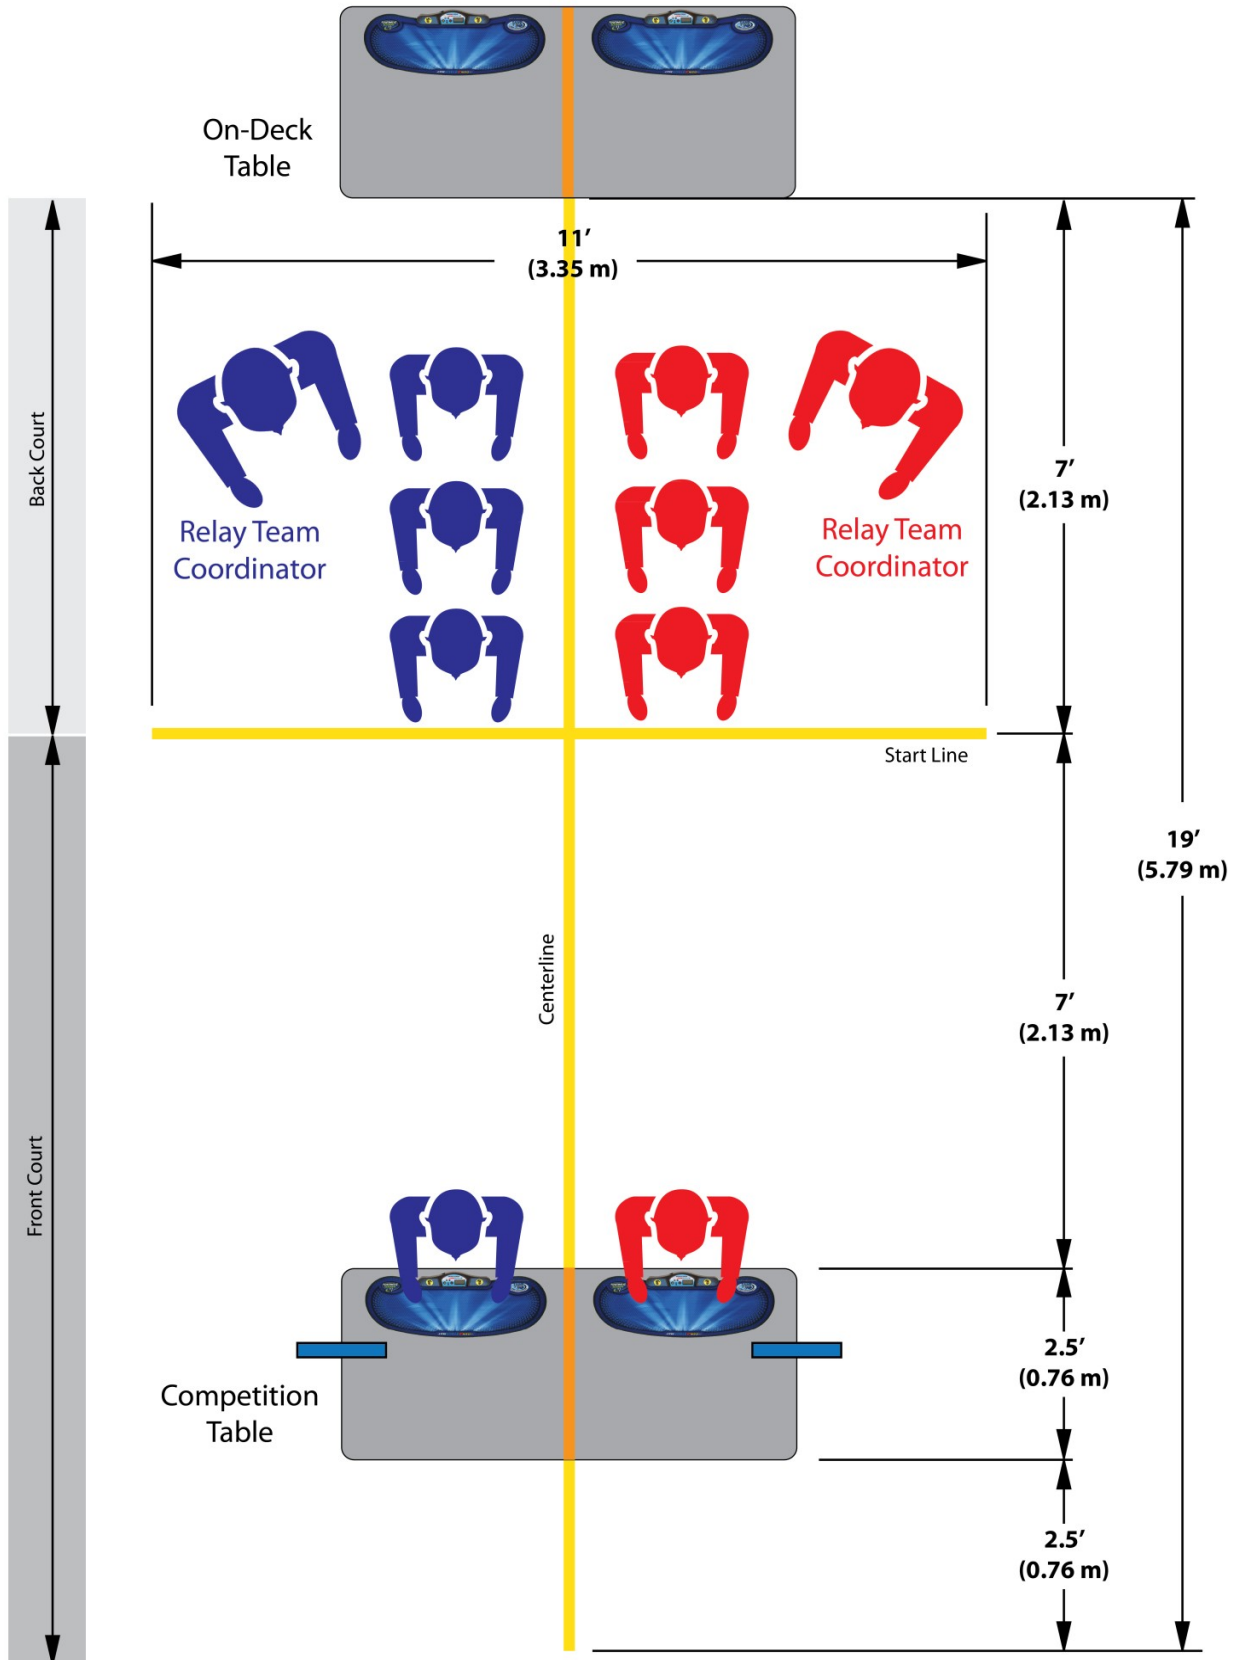 On-Deck
Table
11’
(3.35 m)
Back Court
7’
(2.13 m)
Relay Team
Coordinator
Relay Team
Coordinator
Start Line
19’
(5.79 m)
Centerline
7’
(2.13 m)
Front Court
2.5’
(0.76 m)
Competition
Table
2.5’
(0.76 m)